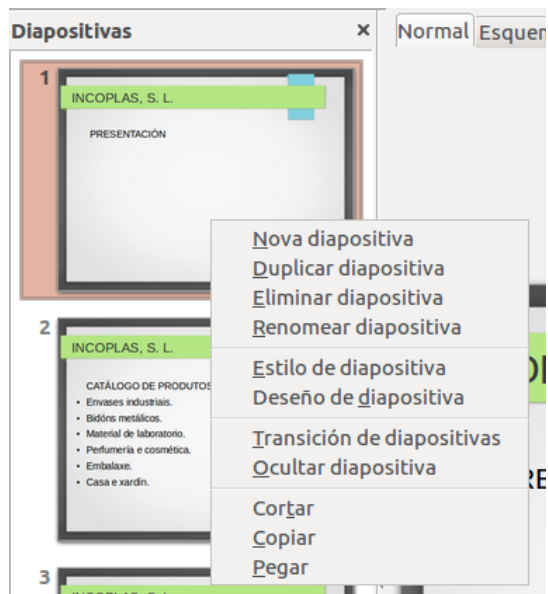 Diapositivas
Normal Esquem
1
INCOPLAS, S. L.
PRESENTACIÓN
Nova diapositiva
Duplicar diapositiva
Eliminar diapositiva
Renomear diapositiva
Estilo de diapositiva
Deseño de diapositiva
Transición de diapositivas
Ocultar diapositiva
Cortar
Copiar
Pegar
2
INCOPLAS, S. L.
CATÁLOGO DE PRODUTOS
• Envases industriais.
• Bidóns metálicos.
• Material de laboratorio.
• Perfumería e cosmética.
• Embalaxe.
• Casa e xardín.
3